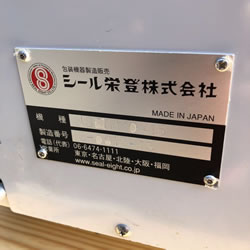 8
包装機器製造販売
シール栄登株式会社
MADE IN JAPAN
機 種
製造番号
電話(代表) 06-6474-1111
東京・名古屋・北陸・大阪・福岡
www.seal-eight.co.jp